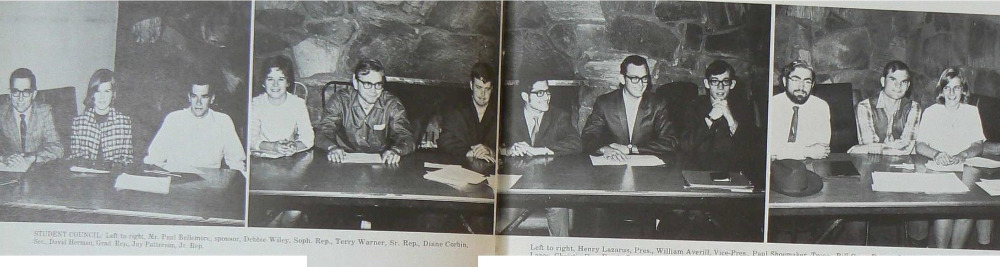 STUDENT COUNCIL: Left to right, Mr. Paul Bellemore, sponsor, Debbie Wiley, Soph. Rep., Terry Warner, Sr. Rep., Diane Corbin,
Sec., David Herman, Grad. Rep., Jay Patterson, Jr. Rep.
Left to right, Henry Lazarus, Pres., William Averill, Vice-Pres., Paul Shoemaker,